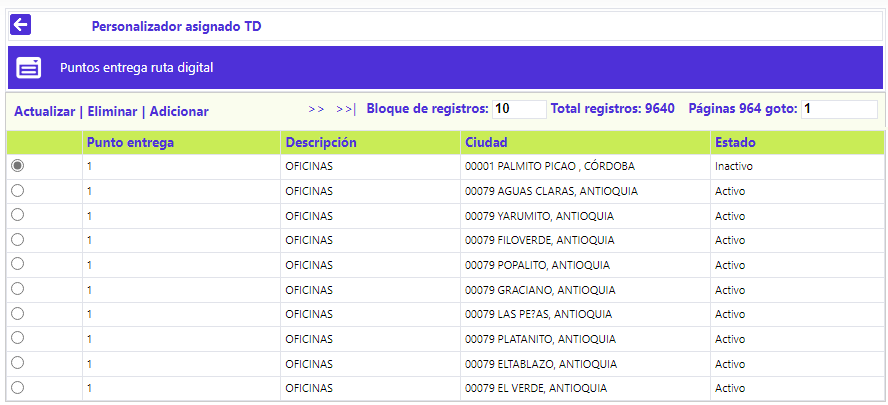 Personalizador asignado TD
Puntos entrega ruta digital
Actualizar | Eliminar | Adicionar >> >>| Bloque de registros: 10 Total registros: 9640 Páginas 964 goto: 1
Punto entrega Descripción Ciudad Estado
1 OFICINAS 00001 PALMITO PICAO , CÓRDOBA Inactivo
1 OFICINAS 00079 AGUAS CLARAS, ANTIOQUIA Activo
1 OFICINAS 00079 YARUMITO, ANTIOQUIA Activo
1 OFICINAS 00079 FILOVERDE, ANTIOQUIA Activo
1 OFICINAS 00079 POPALITO, ANTIOQUIA Activo
1 OFICINAS 00079 GRACIANO, ANTIOQUIA Activo
1 OFICINAS 00079 LAS PE?AS, ANTIOQUIA Activo
1 OFICINAS 00079 PLATANITO, ANTIOQUIA Activo
1 OFICINAS 00079 ELTABLAZO, ANTIOQUIA Activo
1 OFICINAS 00079 EL VERDE, ANTIOQUIA Activo